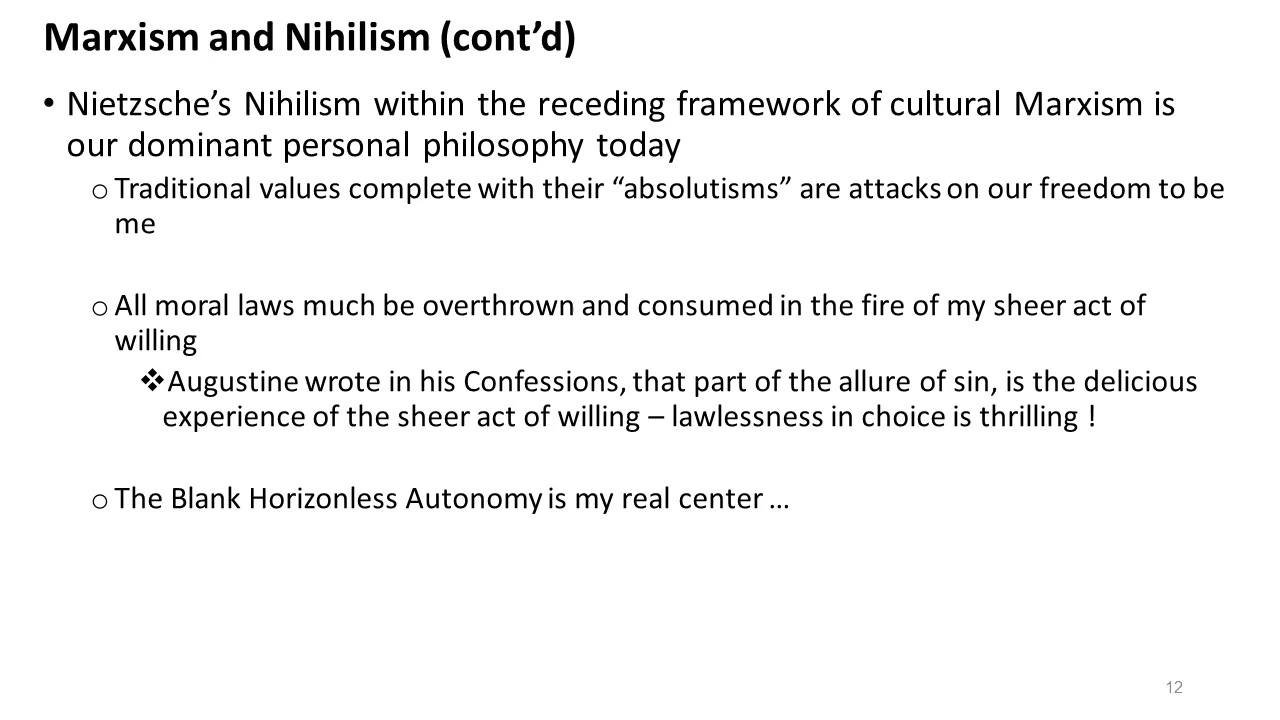 Marxism and Nihilism (cont’d)
• Nietzsche’s Nihilism within the receding framework of cultural Marxism is
our dominant personal philosophy today
o Traditional values complete with their “absolutisms” are attacks on our freedom to be
me
o All moral laws much be overthrown and consumed in the fire of my sheer act of
willing
❖Augustine wrote in his Confessions, that part of the allure of sin, is the delicious
experience of the sheer act of willing – lawlessness in choice is thrilling !
o The Blank Horizonless Autonomy is my real center …
12